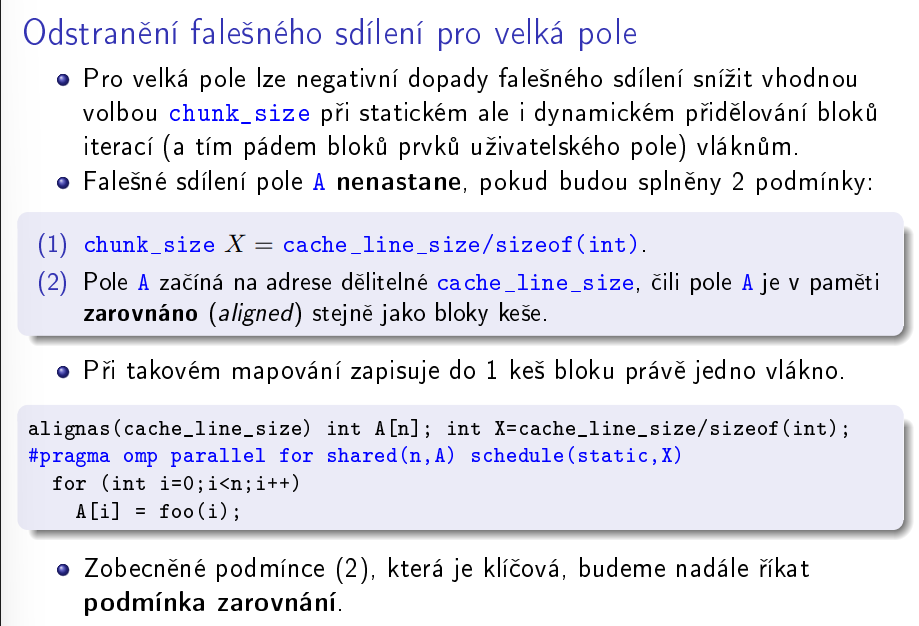 Odstranění falešného sdílení pro velká pole
Pro velká pole lze negativní dopady falešného sdílení snížit vhodnou
volbou chunk_size při statickém ale i dynamickém přidělování bloků
iterací (a tím pádem bloků prvků uživatelského pole) vláknům.
Falešné sdílení pole A nenastane, pokud budou splněny 2 podmínky:
(1) chunk_size X = cache_line_size/sizeof(int).
(2) Pole A začíná na adrese dělitelné cache_line_size, čili pole A je v paměti
zarovnáno (aligned) stejně jako bloky keše.
Při takovém mapování zapisuje do 1 keš bloku právě jedno vlákno.
alignas(cache_line_size) int A[n]; int X=cache_line_size/sizeof(int);
#pragma omp parallel for shared(n,A) schedule(static,X)
for (int i=0;i<n;i++)
A[i] = foo(i);
Zobecněné podmínce (2), která je klíčová, budeme nadále říkat
podmínka zarovnání.